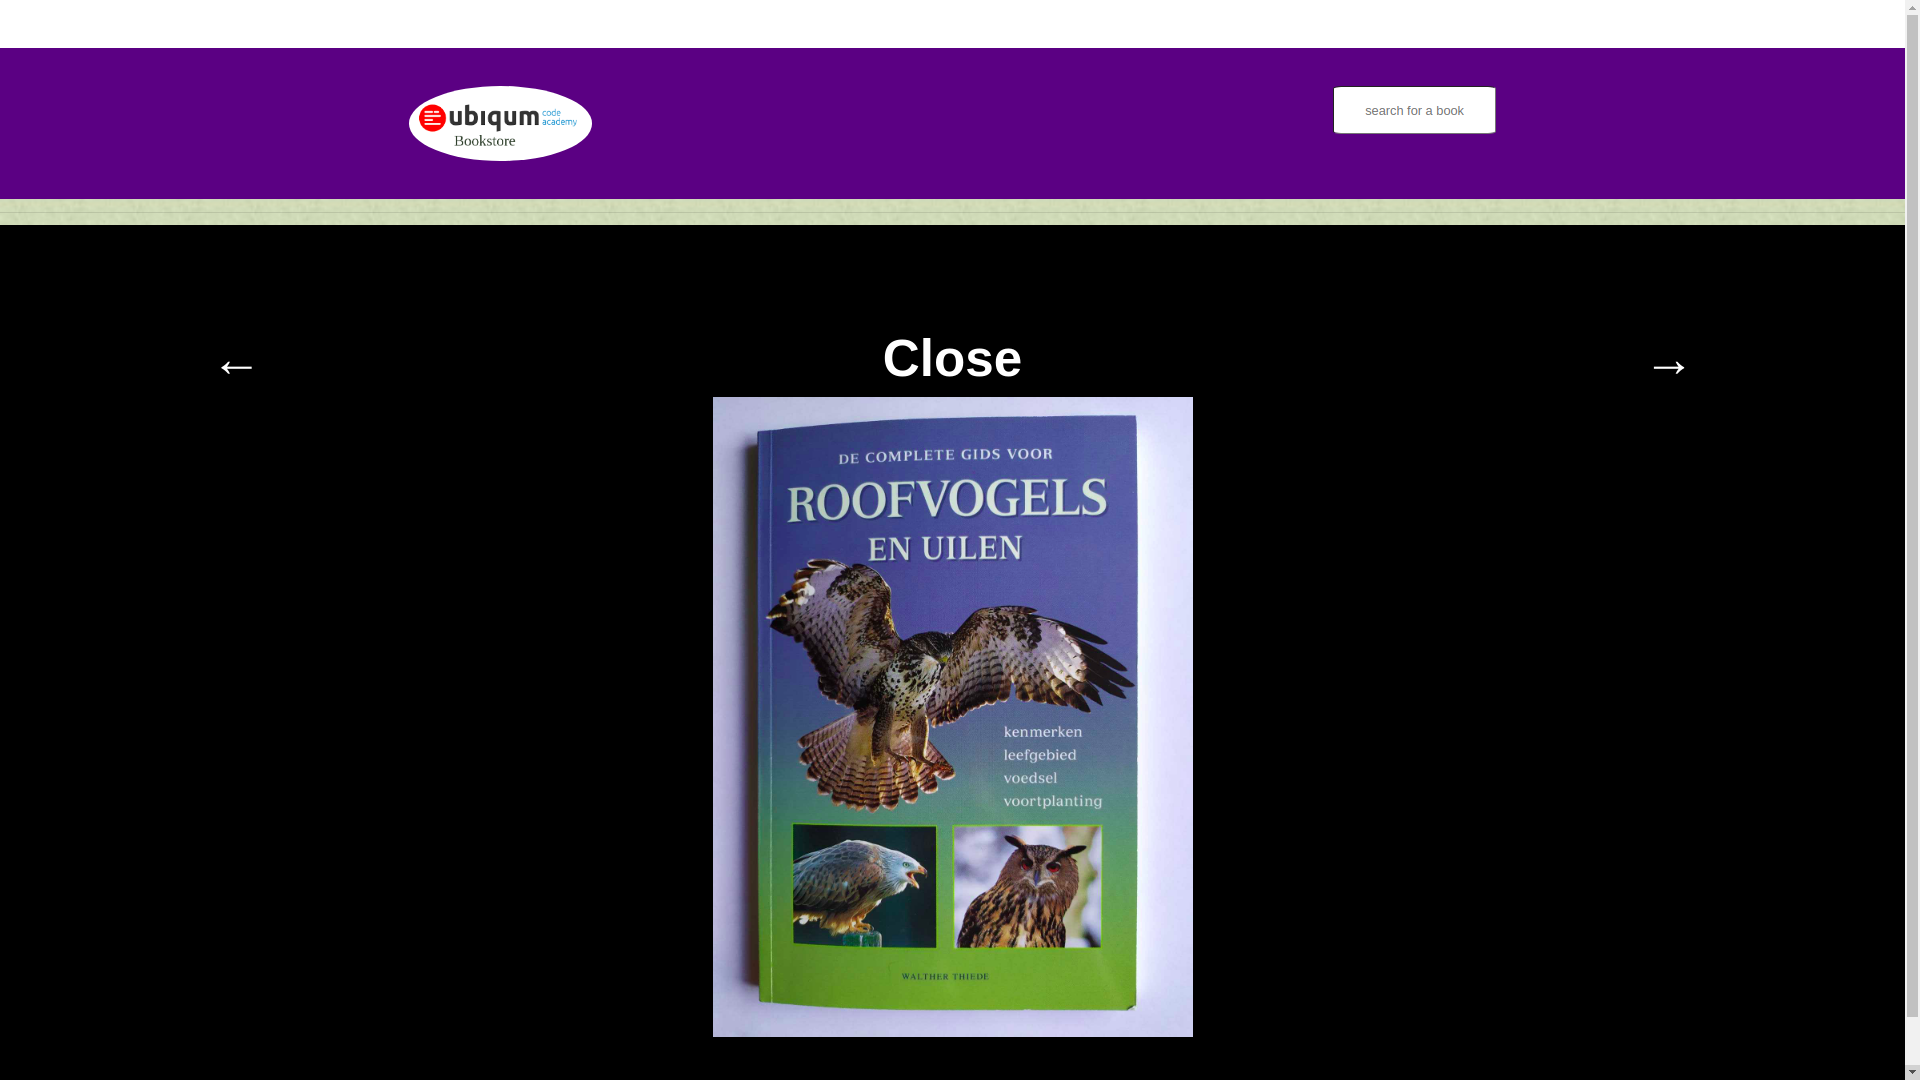 ubiqum code academy
Bookstore
search for a book
← Close →
DE COMPLETE GIDS VOOR
ROOFVOGELS
EN UILEN
kenmerken
leefgebied
voedsel
voortplanting
WALTHER THIEDE